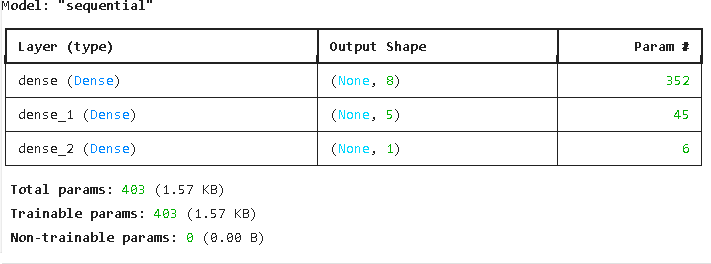 Model: "sequential"
Layer (type) Output Shape Param #
dense (Dense) (None, 8) 352
dense_1 (Dense) (None, 5) 45
dense_2 (Dense) (None, 1) 6
Total params: 403 (1.57 KB)
Trainable params: 403 (1.57 KB)
Non-trainable params: 0 (0.00 B)